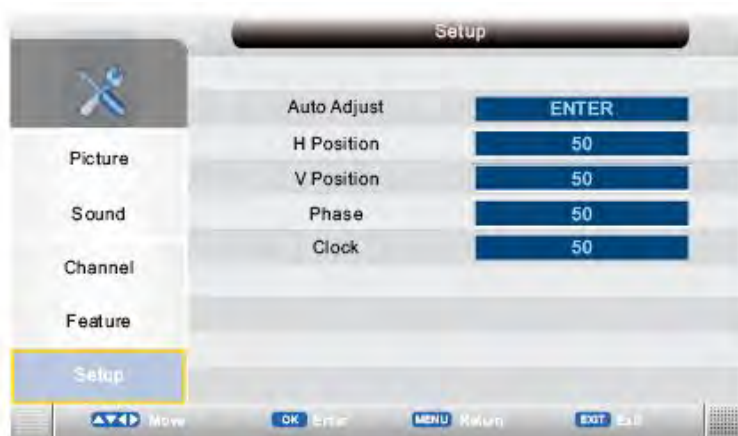 Setup
Auto Adjust ENTER
H Position 50
V Position 50
Phase 50
Clock 50
Picture
Sound
Channel
Feature
Setup
Move OK Enter MENU Return EXIT Exit